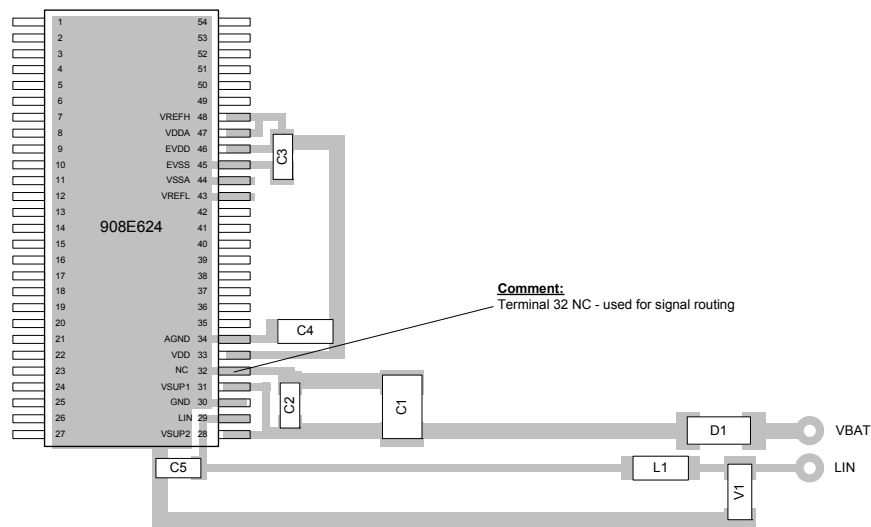 1 54
2 53
3 52
4 51
5 50
6 49
7 VREFH 48
8 VDDA 47
9 EVDD 46
10 EVSS 45
11 VSSA 44
12 VREFL 43
13 42
14 908E624 41
15 40
16 39
17 38
18 37
19 36
20 35
21 AGND 34
22 VDD 33
23 NC 32
24 VSUP1 31
25 GND 30
26 LIN 29
27 VSUP2 28
C3
Comment:
Terminal 32 NC - used for signal routing
C4
C2
C1
D1
VBAT
C5
L1
LIN
V1